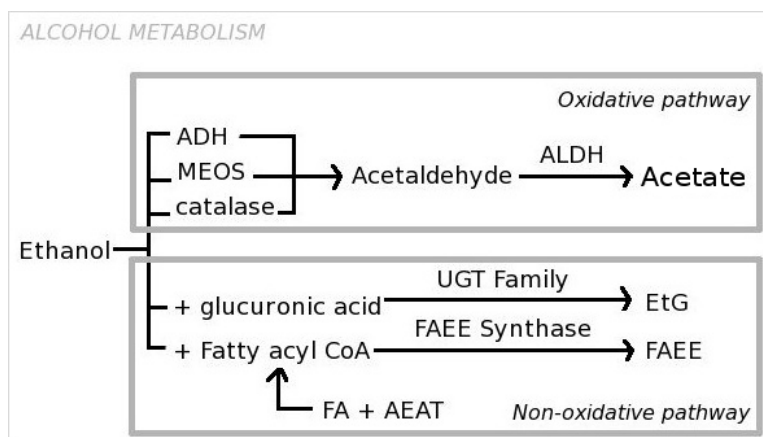 ALCOHOL METABOLISM
Oxidative pathway
ADH
MEOS
catalase
Acetaldehyde
ALDH
Acetate
Ethanol
UGT Family
+ glucuronic acid
EtG
FAEE Synthase
+ Fatty acyl CoA
FAEE
FA + AEAT
Non-oxidative pathway